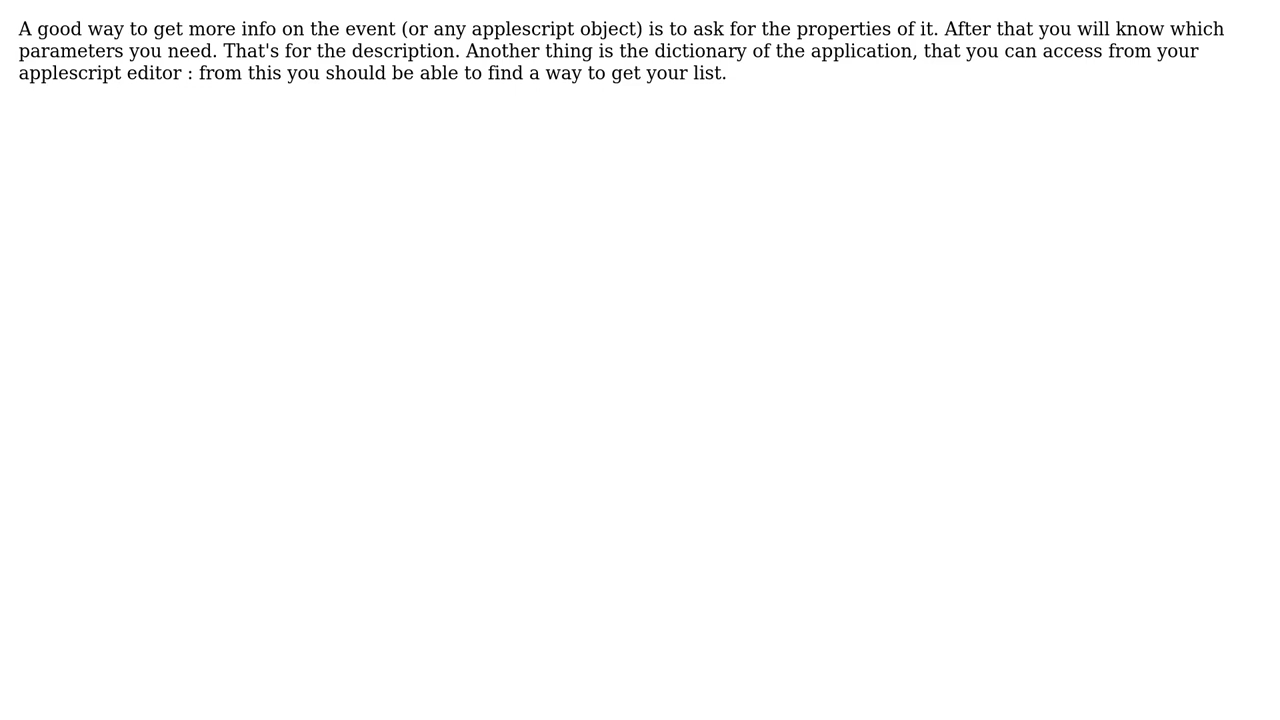 A good way to get more info on the event (or any applescript object) is to ask for the properties of it. After that you will know which
parameters you need. That's for the description. Another thing is the dictionary of the application, that you can access from your
applescript editor : from this you should be able to find a way to get your list.